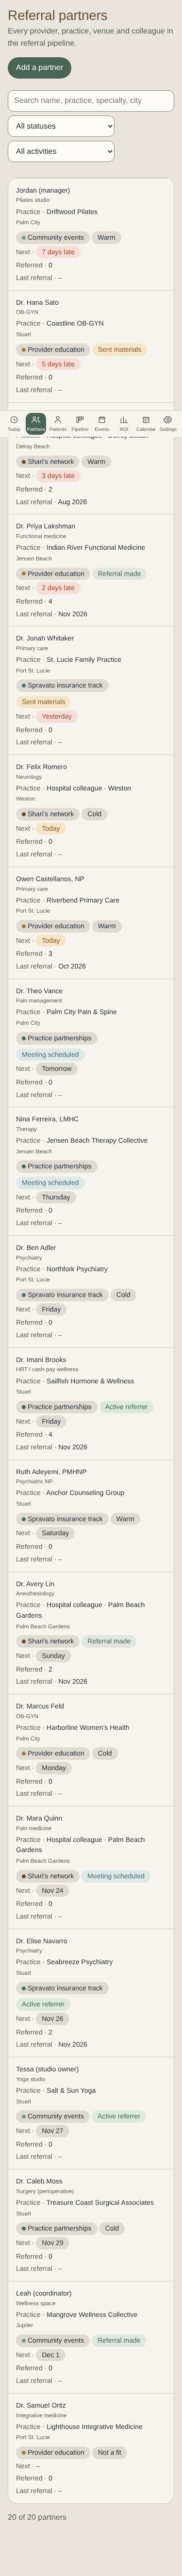 Referral partners
Every provider, practice, venue and colleague in
the referral pipeline.
Add a partner
Search name, practice, specialty, city
All statuses
All activities
Jordan (manager)
Pilates studio
Practice · Driftwood Pilates
Palm City
Community events Warm
Next · 7 days late
Referred · 0
Last referral · –
Dr. Hana Sato
OB-GYN
Practice · Coastline OB-GYN
Stuart
Provider education Sent materials
Next · 5 days late
Referred · 0
Last referral · –
Today Partners Patients Pipeline Events ROI Calendar Settings
Delray Beach
Shari's network Warm
Next · 3 days late
Referred · 2
Last referral · Aug 2026
Dr. Priya Lakshman
Functional medicine
Practice · Indian River Functional Medicine
Jensen Beach
Provider education Referral made
Next · 2 days late
Referred · 4
Last referral · Nov 2026
Dr. Jonah Whitaker
Primary care
Practice · St. Lucie Family Practice
Port St. Lucie
Spravato insurance track
Sent materials
Next · Yesterday
Referred · 0
Last referral · –
Dr. Felix Romero
Neurology
Practice · Hospital colleague · Weston
Weston
Shari's network Cold
Next · Today
Referred · 0
Last referral · –
Owen Castellanos, NP
Primary care
Practice · Riverbend Primary Care
Port St. Lucie
Provider education Warm
Next · Today
Referred · 3
Last referral · Oct 2026
Dr. Theo Vance
Pain management
Practice · Palm City Pain & Spine
Palm City
Practice partnerships
Meeting scheduled
Next · Tomorrow
Referred · 0
Last referral · –
Nina Ferreira, LMHC
Therapy
Practice · Jensen Beach Therapy Collective
Jensen Beach
Practice partnerships
Meeting scheduled
Next · Thursday
Referred · 0
Last referral · –
Dr. Ben Adler
Psychiatry
Practice · Northfork Psychiatry
Port St. Lucie
Spravato insurance track Cold
Next · Friday
Referred · 0
Last referral · –
Dr. Imani Brooks
HRT / cash-pay wellness
Practice · Sailfish Hormone & Wellness
Stuart
Practice partnerships Active referrer
Next · Friday
Referred · 4
Last referral · Nov 2026
Ruth Adeyemi, PMHNP
Psychiatric NP
Practice · Anchor Counseling Group
Stuart
Spravato insurance track Warm
Next · Saturday
Referred · 0
Last referral · –
Dr. Avery Lin
Anesthesiology
Practice · Hospital colleague · Palm Beach
Gardens
Palm Beach Gardens
Shari's network Referral made
Next · Sunday
Referred · 2
Last referral · Nov 2026
Dr. Marcus Feld
OB-GYN
Practice · Harborline Women's Health
Palm City
Provider education Cold
Next · Monday
Referred · 0
Last referral · –
Dr. Mara Quinn
Pain medicine
Practice · Hospital colleague · Palm Beach
Gardens
Palm Beach Gardens
Shari's network Meeting scheduled
Next · Nov 24
Referred · 0
Last referral · –
Dr. Elise Navarro
Psychiatry
Practice · Seabreeze Psychiatry
Stuart
Spravato insurance track
Active referrer
Next · Nov 26
Referred · 2
Last referral · Nov 2026
Tessa (studio owner)
Yoga studio
Practice · Salt & Sun Yoga
Stuart
Community events Active referrer
Next · Nov 27
Referred · 0
Last referral · –
Dr. Caleb Moss
Surgery (perioperative)
Practice · Treasure Coast Surgical Associates
Stuart
Practice partnerships Cold
Next · Nov 29
Referred · 0
Last referral · –
Leah (coordinator)
Wellness space
Practice · Mangrove Wellness Collective
Jupiter
Community events Referral made
Next · Dec 1
Referred · 0
Last referral · –
Dr. Samuel Ortiz
Integrative medicine
Practice · Lighthouse Integrative Medicine
Port St. Lucie
Provider education Not a fit
Next · –
Referred · 0
Last referral · –
20 of 20 partners